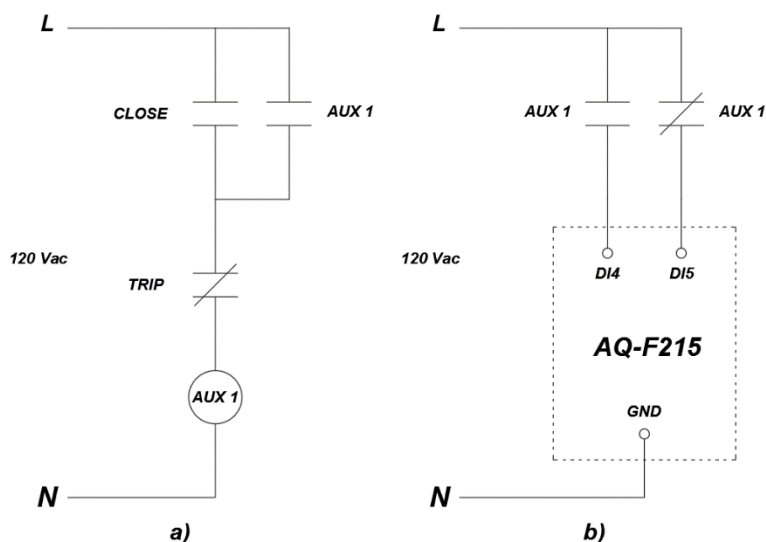 L
CLOSE
AUX 1
120 Vac
TRIP
AUX 1
N
a)
L
AUX 1
AUX 1
120 Vac
DI4
DI5
AQ-F215
GND
N
b)